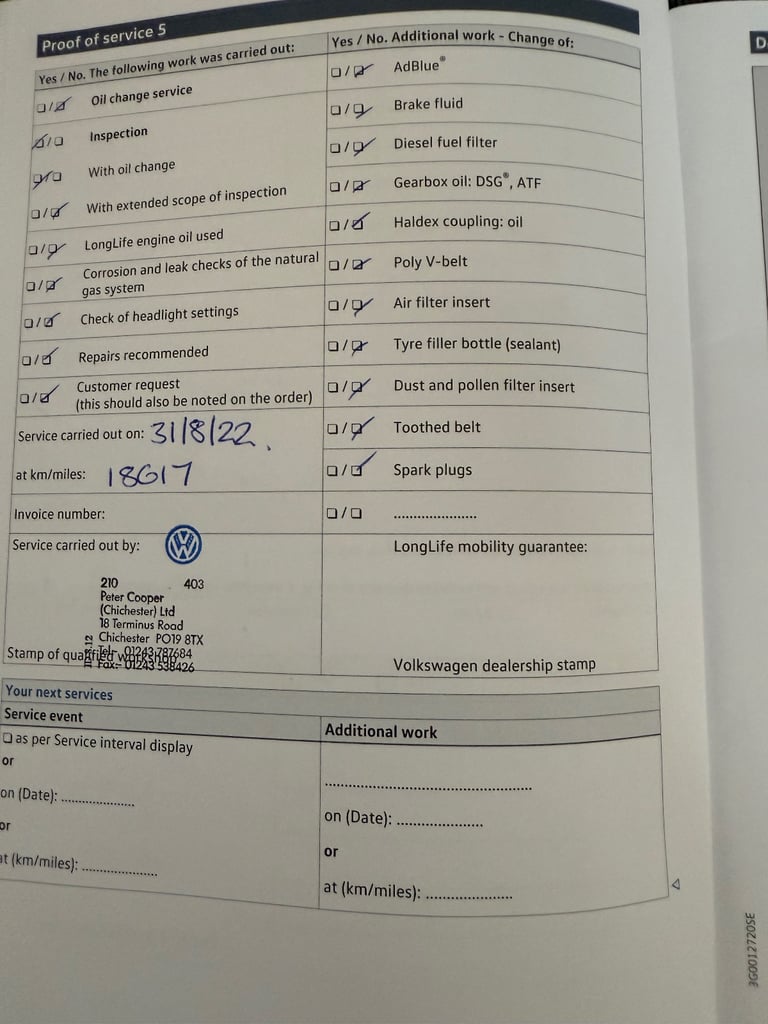 Proof of service 5
Yes / No. The following work was carried out:
Oil change service
Inspection
With oil change
With extended scope of inspection
LongLife engine oil used
Corrosion and leak checks of the natural
gas system
Check of headlight settings
Repairs recommended
Customer request
(this should also be noted on the order)
Service carried out on: 31/8/22
at km/miles: 18617
Invoice number:
Service carried out by:
210 403
Peter Cooper
(Chichester) Ltd
18 Terminus Road
Chichester PO19 8TX
Tel:- 01243 787684
Fax:- 01243 538426
Stamp of qualified workshop
Yes / No. Additional work - Change of:
AdBlue®
Brake fluid
Diesel fuel filter
Gearbox oil: DSG®, ATF
Haldex coupling: oil
Poly V-belt
Air filter insert
Tyre filler bottle (sealant)
Dust and pollen filter insert
Toothed belt
Spark plugs
....................
LongLife mobility guarantee:
Volkswagen dealership stamp
Your next services
Service event
as per Service interval display
or
on (Date): ..................
or
at (km/miles): ..................
Additional work
..................................................
on (Date): .....................
or
at (km/miles): .....................
3G0012720SE